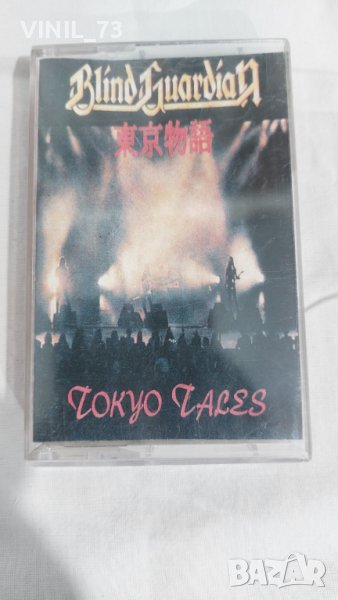 VINIL_73
Blind Guardian
東京物語
TOKYO TALES
BAZAR